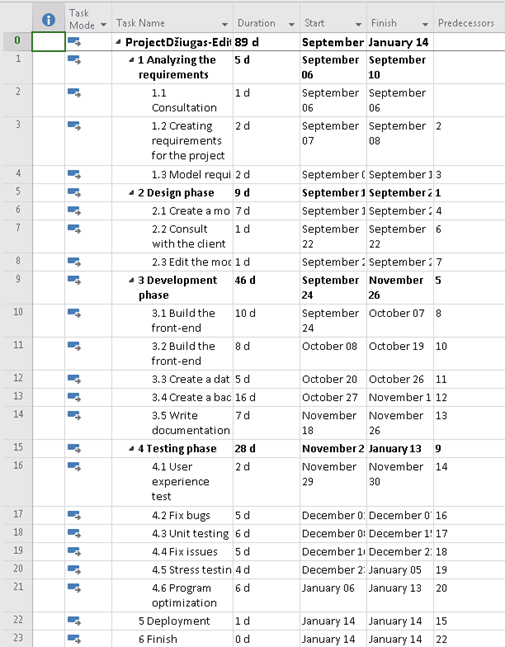 Task Mode Task Name Duration Start Finish Predecessors
0 ProjectDžiugas-Edit 89 d September January 14
1 1 Analyzing the 5 d September September
requirements 06 10
2 1.1 1 d September September
Consultation 06 06
3 1.2 Creating 2 d September September 2
requirements 07 08
for the project
4 1.3 Model requi 2 d September September 1 3
5 2 Design phase 9 d September 1 September 2 1
6 2.1 Create a mo 7 d September 1 September 2 4
7 2.2 Consult 1 d September September 6
with the client 22 22
8 2.3 Edit the moc 1 d September 2 September 2 7
9 3 Development 46 d September November 5
phase 24 26
10 3.1 Build the 10 d September October 07 8
front-end 24
11 3.2 Build the 8 d October 08 October 19 10
front-end
12 3.3 Create a dat 5 d October 20 October 26 11
13 3.4 Create a bac 16 d October 27 November 1 12
14 3.5 Write 7 d November November 13
documentation 18 26
15 4 Testing phase 28 d November 2 January 13 9
16 4.1 User 2 d November November 14
experience 29 30
test
17 4.2 Fix bugs 5 d December 0 December 0 16
18 4.3 Unit testing 6 d December 0 December 1 17
19 4.4 Fix issues 5 d December 1 December 2 18
20 4.5 Stress testin 4 d December 2 January 05 19
21 4.6 Program 6 d January 06 January 13 20
optimization
22 5 Deployment 1 d January 14 January 14 15
23 6 Finish 0 d January 14 January 14 22